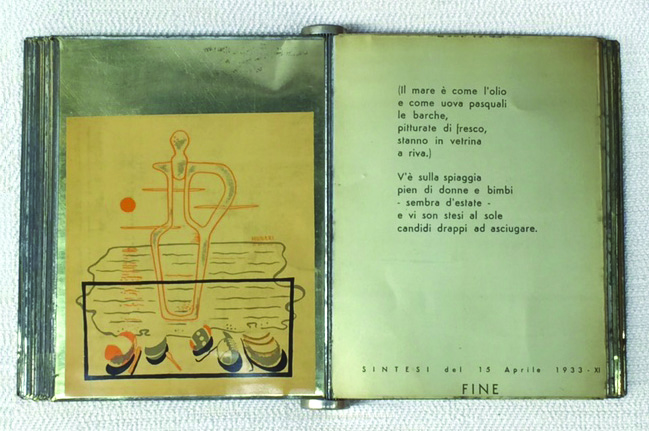 MUNARI
(Il mare è come l'olio
e come uova pasquali
le barche,
pitturate di fresco,
stanno in vetrina
a riva.)
V'è sulla spiaggia
pien di donne e bimbi
- sembra d'estate -
e vi son stesi al sole
candidi drappi ad asciugare.
SINTESI del 15 Aprile 1933 - XI
FINE